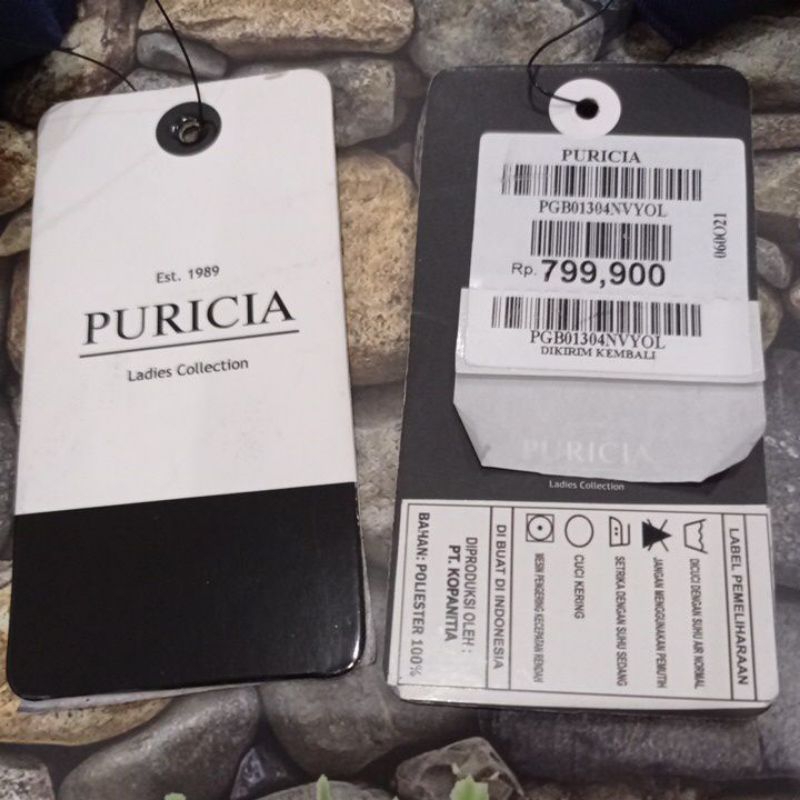 Est. 1989
PURICIA
Ladies Collection
PURICIA
PGB01304NVYOL
060O21
Rp. 799,900
PGB01304NVYOL
DIKIRIM KEMBALI
PURICIA
Ladies Collection
LABEL PEMELIHARAAN
DICUCI DENGAN SUHU AIR NORMAL
JANGAN MENGGUNAKAN PEMUTIH
SETRIKA DENGAN SUHU SEDANG
CUCI KERING
MESIN PENGERING KECEPATAN RENDAH
DI BUAT DI INDONESIA
DIPRODUKSI OLEH :
PT. KOPANITIA
BAHAN: POLIESTER 100%